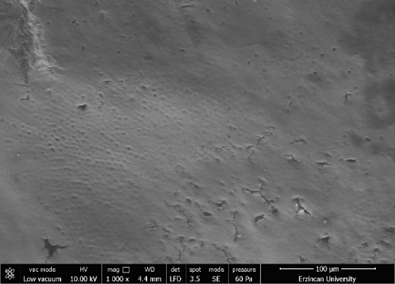 vac mode HV mag WD det spot mode pressure 100 µm
Low vacuum 10.00 kV 1 000 x 4.4 mm LFD 3.5 SE 60 Pa Erzincan University